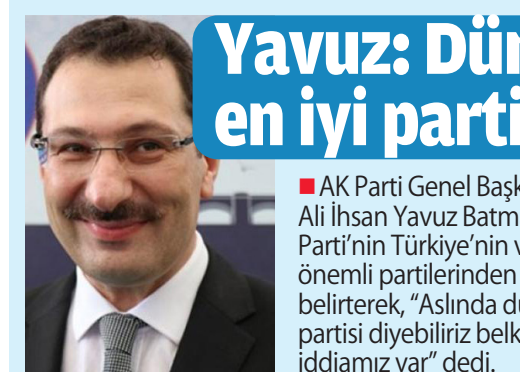 Yavuz: Dün
en iyi parti
AK Parti Genel Başk
Ali İhsan Yavuz Batm
Parti’nin Türkiye’nin v
önemli partilerinden
belirterek, “Aslında dü
partisi diyebiliriz belk
iddiamız var” dedi.